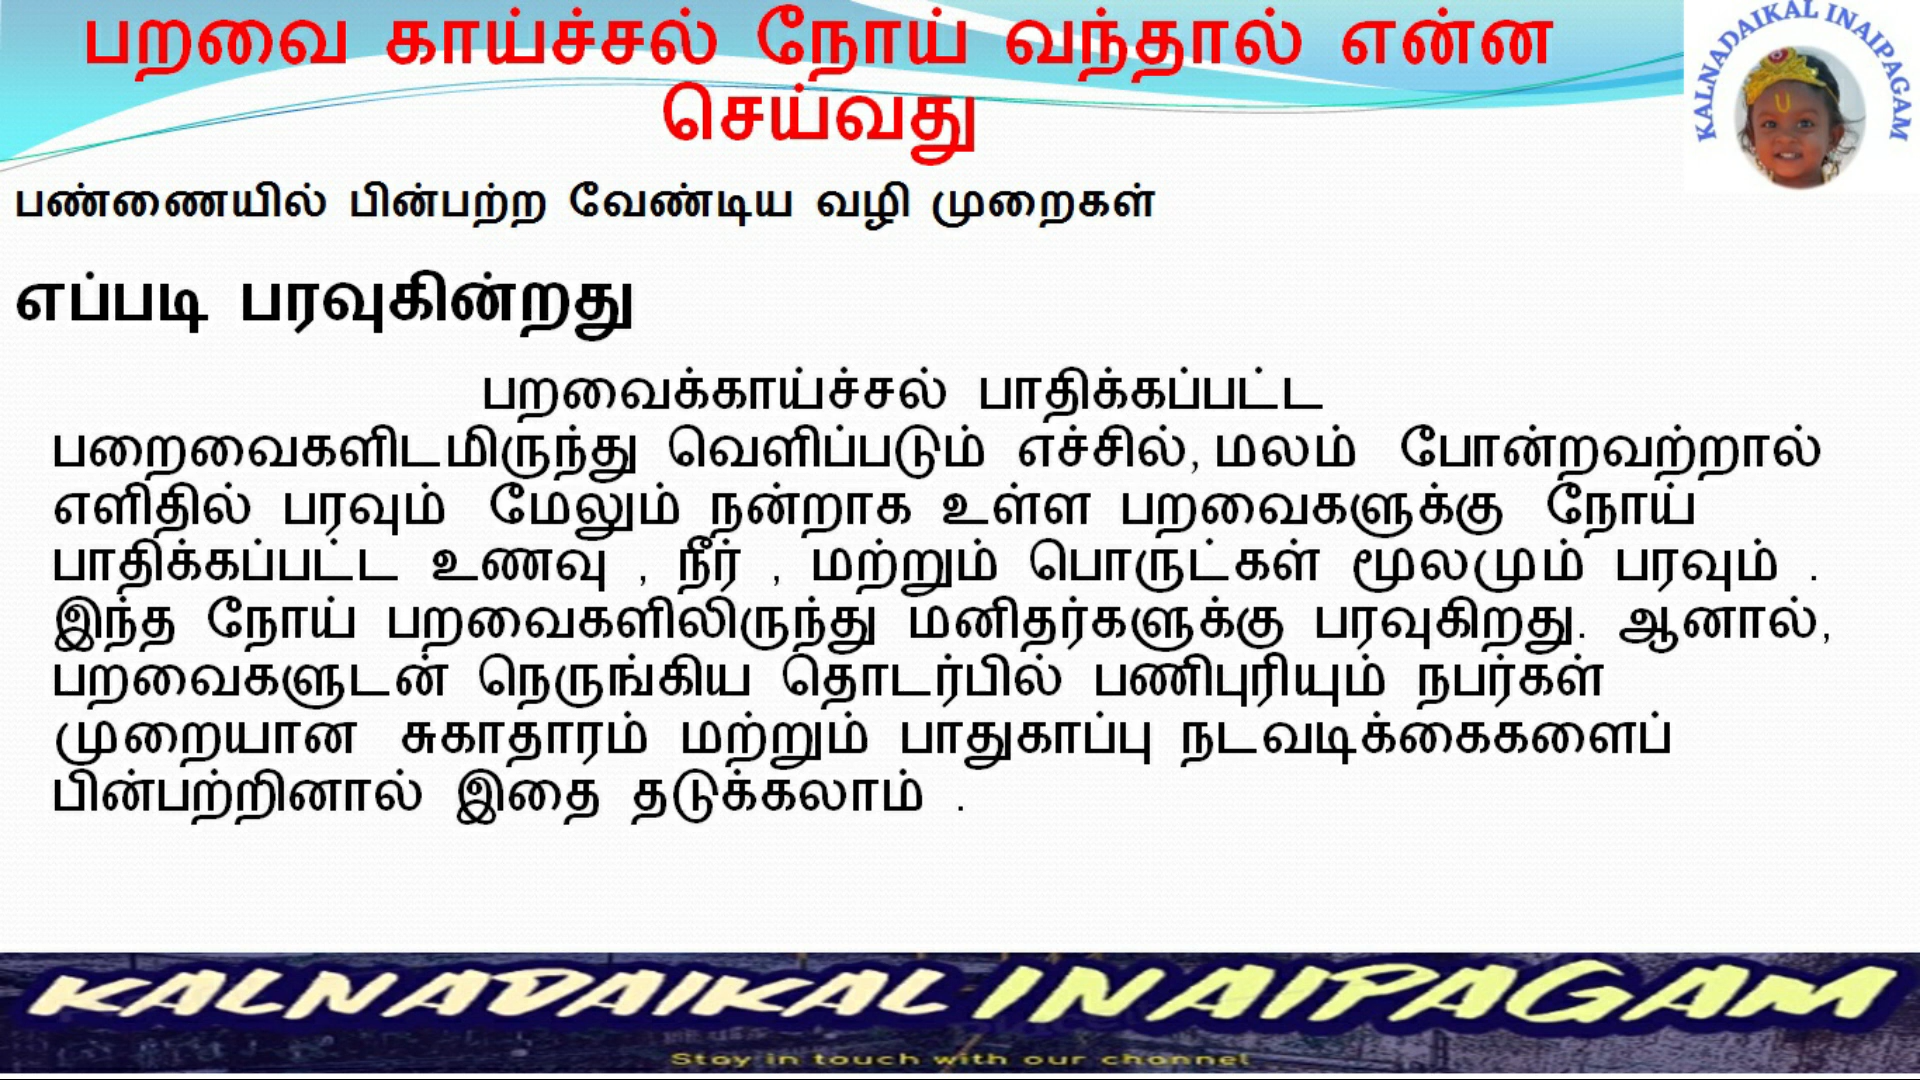 பறவை காய்ச்சல் நோய் வந்தால் என்ன
செய்வது
KALNADAIKAL INAIPAGAM
பண்ணையில் பின்பற்ற வேண்டிய வழி முறைகள்
எப்படி பரவுகின்றது
பறவைக்காய்ச்சல் பாதிக்கப்பட்ட
பறைவைகளிடமிருந்து வெளிப்படும் எச்சில், மலம் போன்றவற்றால்
எளிதில் பரவும் மேலும் நன்றாக உள்ள பறவைகளுக்கு நோய்
பாதிக்கப்பட்ட உணவு , நீர் , மற்றும் பொருட்கள் மூலமும் பரவும் .
இந்த நோய் பறவைகளிலிருந்து மனிதர்களுக்கு பரவுகிறது. ஆனால்,
பறவைகளுடன் நெருங்கிய தொடர்பில் பணிபுரியும் நபர்கள்
முறையான சுகாதாரம் மற்றும் பாதுகாப்பு நடவடிக்கைகளைப்
பின்பற்றினால் இதை தடுக்கலாம் .
KALNADAIKAL INAIPAGAM
Stay in touch with our channel